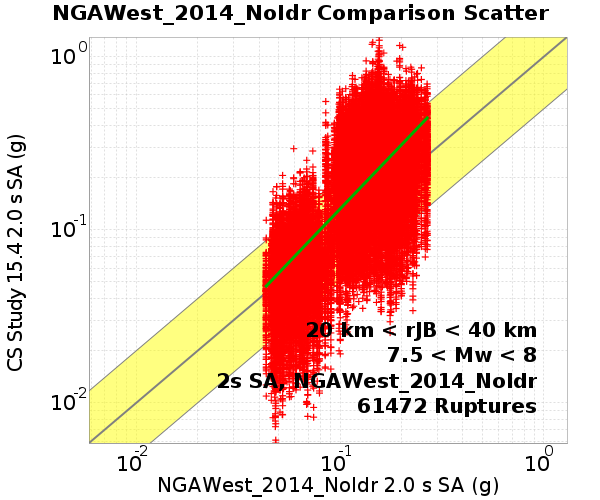 NGAWest_2014_NoIdr Comparison Scatter
CS Study 15.4 2.0 s SA (g)
10^0
10^-1
10^-2
20 km < rJB < 40 km
7.5 < Mw < 8
2s SA, NGAWest_2014_NoIdr
61472 Ruptures
10^-2 10^-1 10^0
NGAWest_2014_NoIdr 2.0 s SA (g)